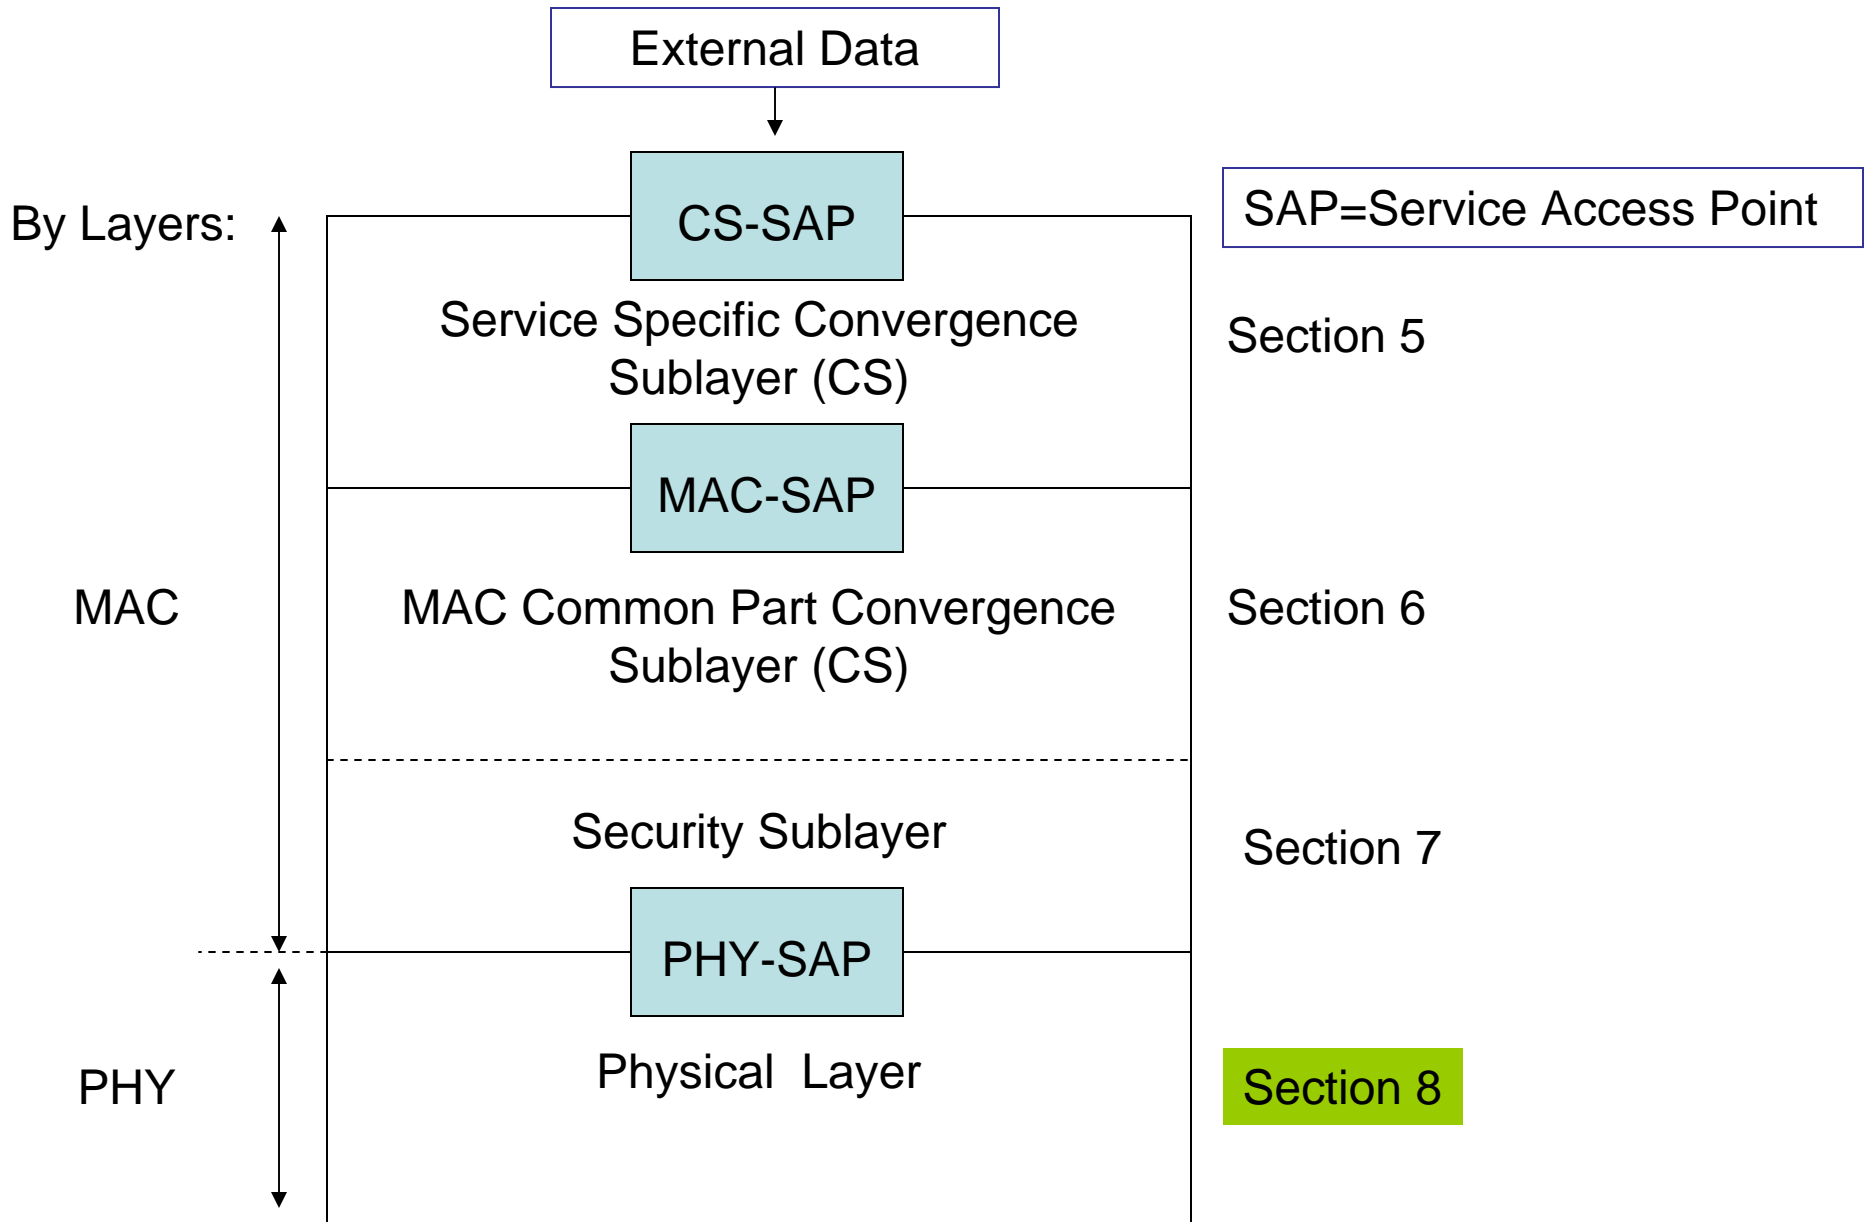 External Data
By Layers:
CS-SAP
SAP=Service Access Point
Service Specific Convergence
Sublayer (CS)
Section 5
MAC-SAP
MAC
MAC Common Part Convergence
Sublayer (CS)
Section 6
Security Sublayer
Section 7
PHY-SAP
PHY
Physical  Layer
Section 8